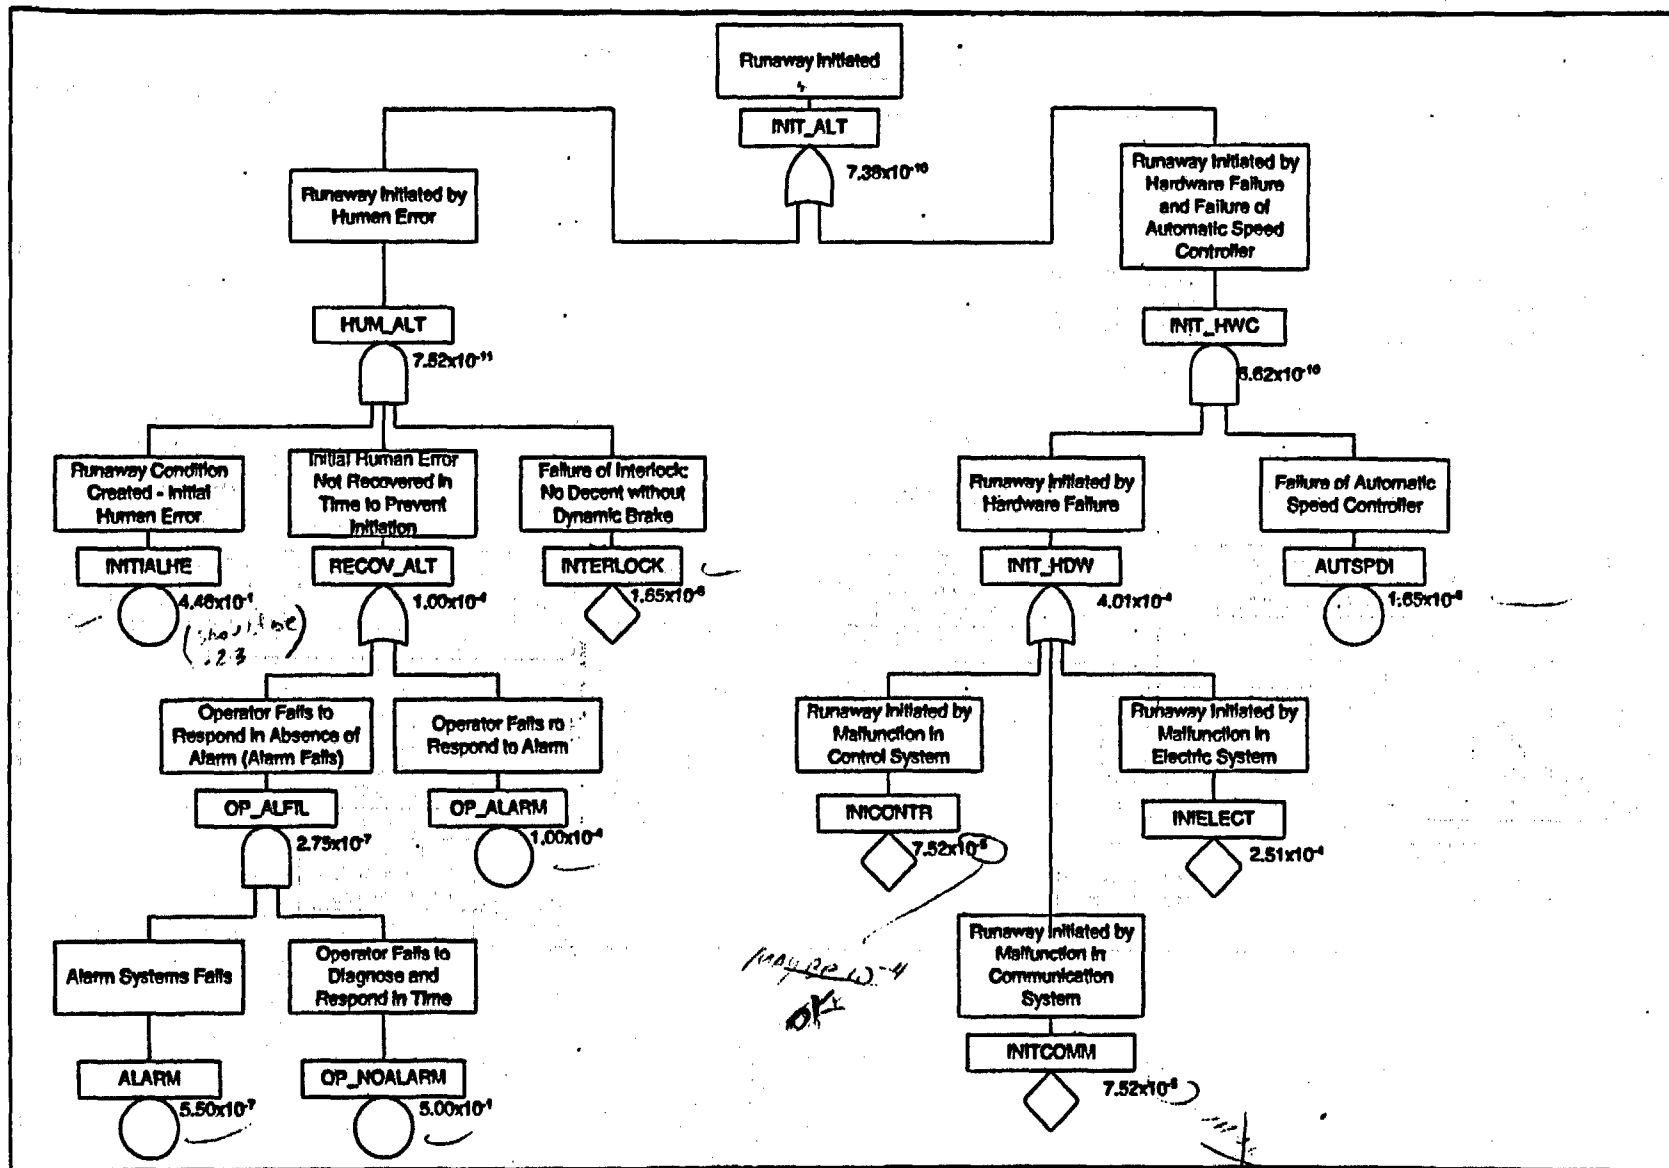 Runaway Initiated
INIT_ALT
7.38x10⁻¹⁰
Runaway Initiated by
Human Error
Runaway Initiated by
Hardware Failure
and Failure of
Automatic Speed
Controller
HUM_ALT
7.52x10⁻¹¹
INIT_HWC
6.62x10⁻¹⁰
Runaway Condition
Created - Initial
Human Error
Initial Human Error
Not Recovered in
Time to Prevent
Initiation
Failure of Interlock:
No Decent without
Dynamic Brake
Runaway Initiated by
Hardware Failure
Failure of Automatic
Speed Controller
INITIALHE
4.46x10⁻¹
(should be
.23)
RECOV_ALT
1.00x10⁻⁴
INTERLOCK
1.65x10⁻⁶
INIT_HDW
4.01x10⁻⁴
AUTSPDI
1.65x10⁻⁶
Operator Fails to
Respond in Absence of
Alarm (Alarm Fails)
Operator Fails ro
Respond to Alarm
Runaway Initiated by
Malfunction in
Control System
Runaway Initiated by
Malfunction in
Electric System
OP_ALFIL
2.75x10⁻⁷
OP_ALARM
1.00x10⁻⁴
INICONTR
7.52x10⁻⁵
INIELECT
2.51x10⁻⁴
Alarm Systems Fails
Operator Fails to
Diagnose and
Respond in Time
Runaway Initiated by
Malfunction in
Communication
System
ALARM
5.50x10⁻⁷
OP_NOALARM
5.00x10⁻¹
INITCOMM
7.52x10⁻⁵